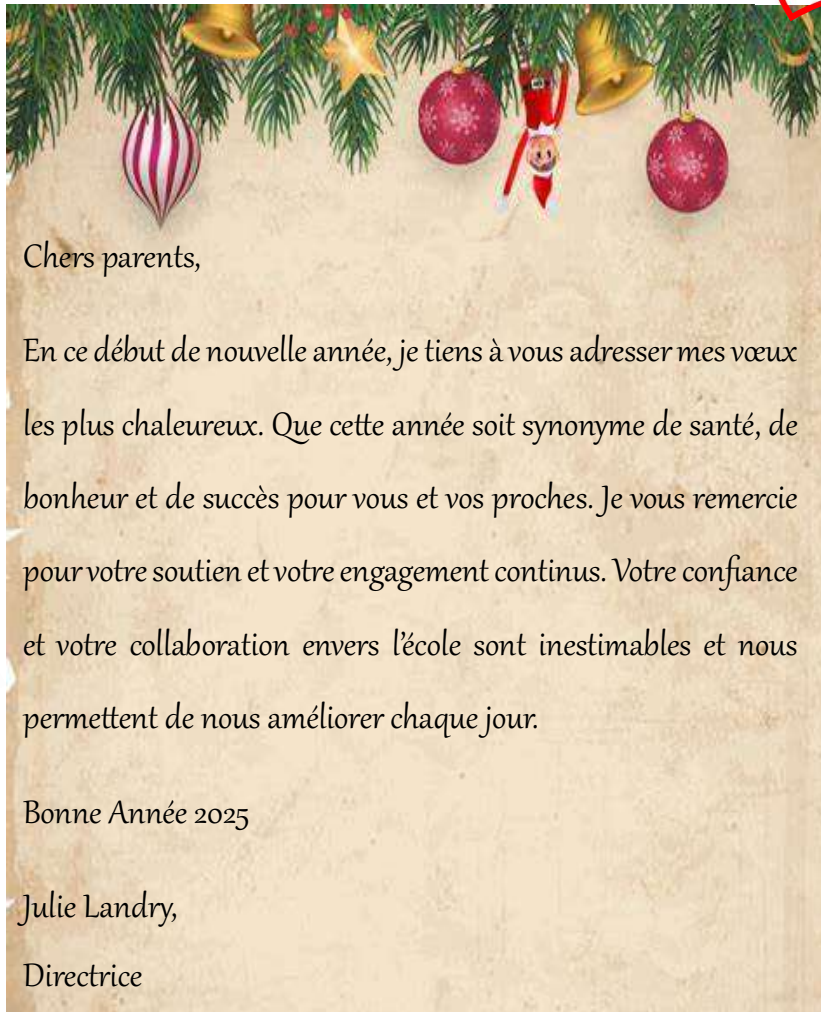 Chers parents,
En ce début de nouvelle année, je tiens à vous adresser mes vœux
les plus chaleureux. Que cette année soit synonyme de santé, de
bonheur et de succès pour vous et vos proches. Je vous remercie
pour votre soutien et votre engagement continus. Votre confiance
et votre collaboration envers l’école sont inestimables et nous
permettent de nous améliorer chaque jour.
Bonne Année 2025
Julie Landry,
Directrice